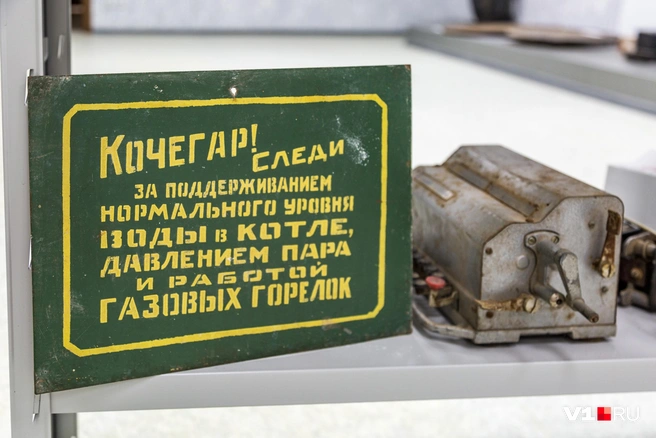 КОЧЕГАР! СЛЕДИ
ЗА ПОДДЕРЖИВАНИЕМ
НОРМАЛЬНОГО УРОВНЯ
ВОДЫ В КОТЛЕ,
ДАВЛЕНИЕМ ПАРА
И РАБОТОЙ
ГАЗОВЫХ ГОРЕЛОК
V1.RU